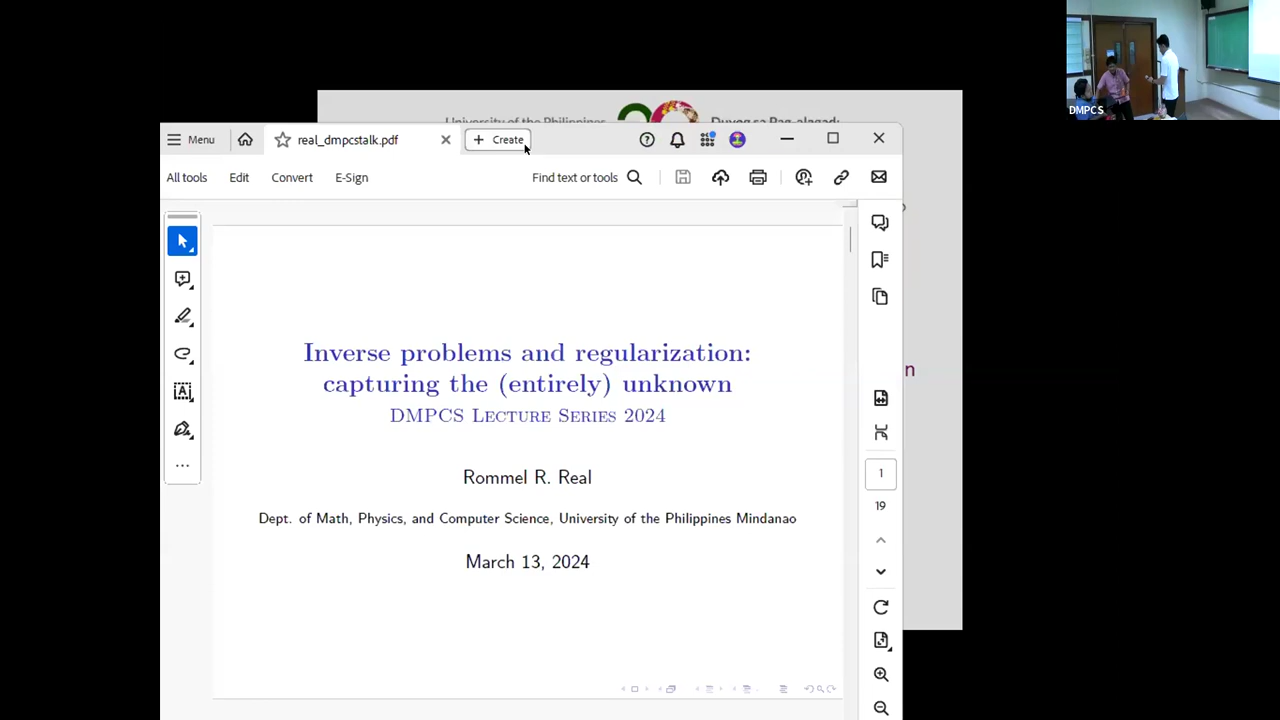 DMPCS
University of the Philippines
Duyog sa Pag-alagad:
Menu
real_dmpcstalk.pdf
Create
All tools
Edit
Convert
E-Sign
Find text or tools
Inverse problems and regularization:
capturing the (entirely) unknown
DMPCS Lecture Series 2024
Rommel R. Real
Dept. of Math, Physics, and Computer Science, University of the Philippines Mindanao
March 13, 2024
1
19
n